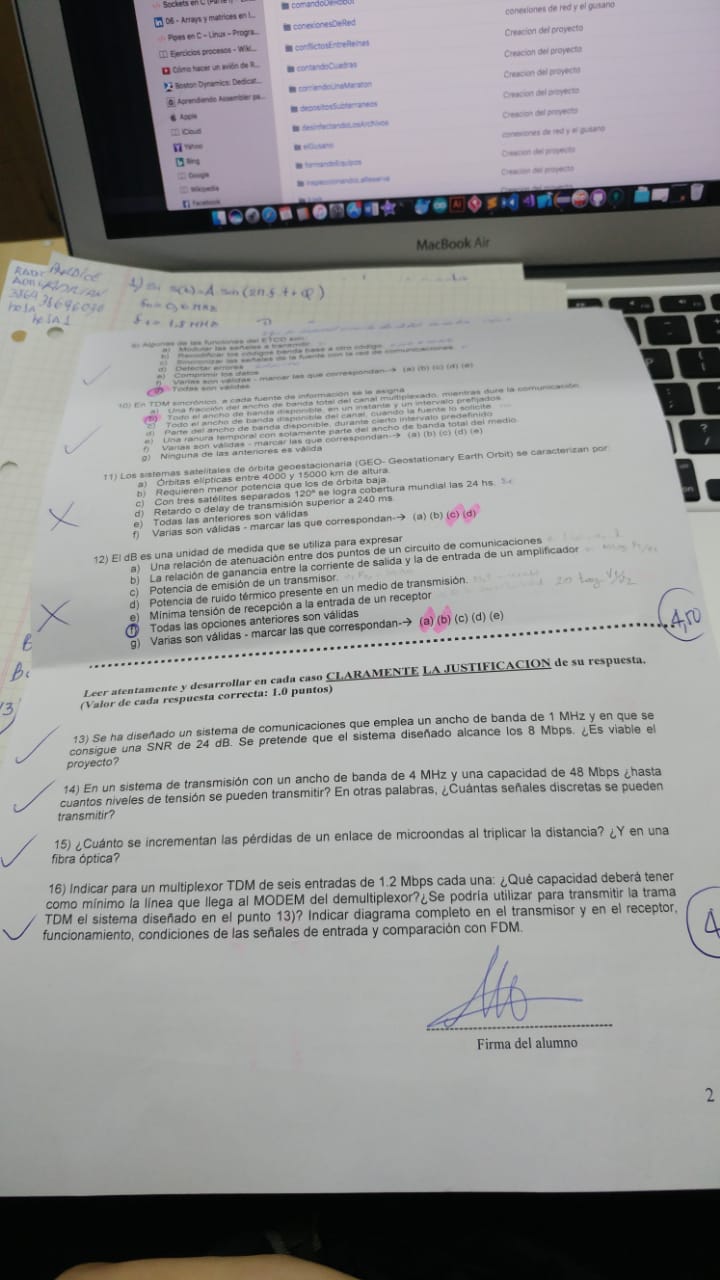 Sockets en C (Parte I) -
06 - Arrays y matrices en l...
Pipes en C – Linux – Progra...
Ejercicios procesos - Wiki...
Cómo hacer un avión de R...
Boston Dynamics: Dedicat...
Aprendiendo Assembler pa...
Apple
iCloud
Yahoo
Bing
Google
Wikipedia
Facebook
comandoDeRobot
conexionesDeRed
conflictosEntreReinas
contandoCuadras
corriendoUnaMaraton
depositosSubterraneos
desinfectandoLosArchivos
elGusano
formandoEquipos
conexiones de red y el gusano
Creacion del proyecto
Creacion del proyecto
Creacion del proyecto
Creacion del proyecto
Creacion del proyecto
conexiones de red y el gusano
Creacion del proyecto
Creacion del proyecto
MacBook Air
HOJA 1
Algunas de las funciones del ETCD son:
a) Modular las señales a transmitir
b) Recodificar los códigos banda base a otro código
c) Sincronizar las señales de la fuente con la red de comunicaciones
d) Detectar errores
e) Comprimir los datos
f) Varias son válidas - marcar las que correspondan-→ (a) (b) (c) (d) (e)
g) Todas son válidas
10) En TDM sincrónico, a cada fuente de información se le asigna
a) Una fracción del ancho de banda total del canal multiplexado, mientras dure la comunicación.
b) Todo el ancho de banda disponible, en un instante y un intervalo prefijados
c) Todo el ancho de banda disponible del canal, cuando la fuente lo solicite
d) Parte del ancho de banda disponible, durante cierto intervalo predefinido
e) Una ranura temporal con solamente parte del ancho de banda total del medio
f) Varias son válidas - marcar las que correspondan-→ (a) (b) (c) (d) (e)
g) Ninguna de las anteriores es válida
11) Los sistemas satelitales de órbita geoestacionaria (GEO- Geostationary Earth Orbit) se caracterizan por:
a) Órbitas elípticas entre 4000 y 15000 km de altura.
b) Requieren menor potencia que los de órbita baja.
c) Con tres satélites separados 120° se logra cobertura mundial las 24 hs.
d) Retardo o delay de transmisión superior a 240 ms.
e) Todas las anteriores son válidas
f) Varias son válidas - marcar las que correspondan-→ (a) (b) (c) (d)
12) El dB es una unidad de medida que se utiliza para expresar
a) Una relación de atenuación entre dos puntos de un circuito de comunicaciones
b) La relación de ganancia entre la corriente de salida y la de entrada de un amplificador
c) Potencia de emisión de un transmisor.
d) Potencia de ruido térmico presente en un medio de transmisión.
e) Mínima tensión de recepción a la entrada de un receptor
f) Todas las opciones anteriores son válidas
g) Varias son válidas - marcar las que correspondan-→ (a) (b) (c) (d) (e)
4,50
Leer atentamente y desarrollar en cada caso CLARAMENTE LA JUSTIFICACION de su respuesta.
(Valor de cada respuesta correcta: 1.0 puntos)
13) Se ha diseñado un sistema de comunicaciones que emplea un ancho de banda de 1 MHz y en que se
consigue una SNR de 24 dB. Se pretende que el sistema diseñado alcance los 8 Mbps. ¿Es viable el
proyecto?
14) En un sistema de transmisión con un ancho de banda de 4 MHz y una capacidad de 48 Mbps ¿hasta
cuantos niveles de tensión se pueden transmitir? En otras palabras, ¿Cuántas señales discretas se pueden
transmitir?
15) ¿Cuánto se incrementan las pérdidas de un enlace de microondas al triplicar la distancia? ¿Y en una
fibra óptica?
16) Indicar para un multiplexor TDM de seis entradas de 1.2 Mbps cada una: ¿Qué capacidad deberá tener
como mínimo la línea que llega al MODEM del demultiplexor?¿Se podría utilizar para transmitir la trama
TDM el sistema diseñado en el punto 13)? Indicar diagrama completo en el transmisor y en el receptor,
funcionamiento, condiciones de las señales de entrada y comparación con FDM.
4
Firma del alumno
2